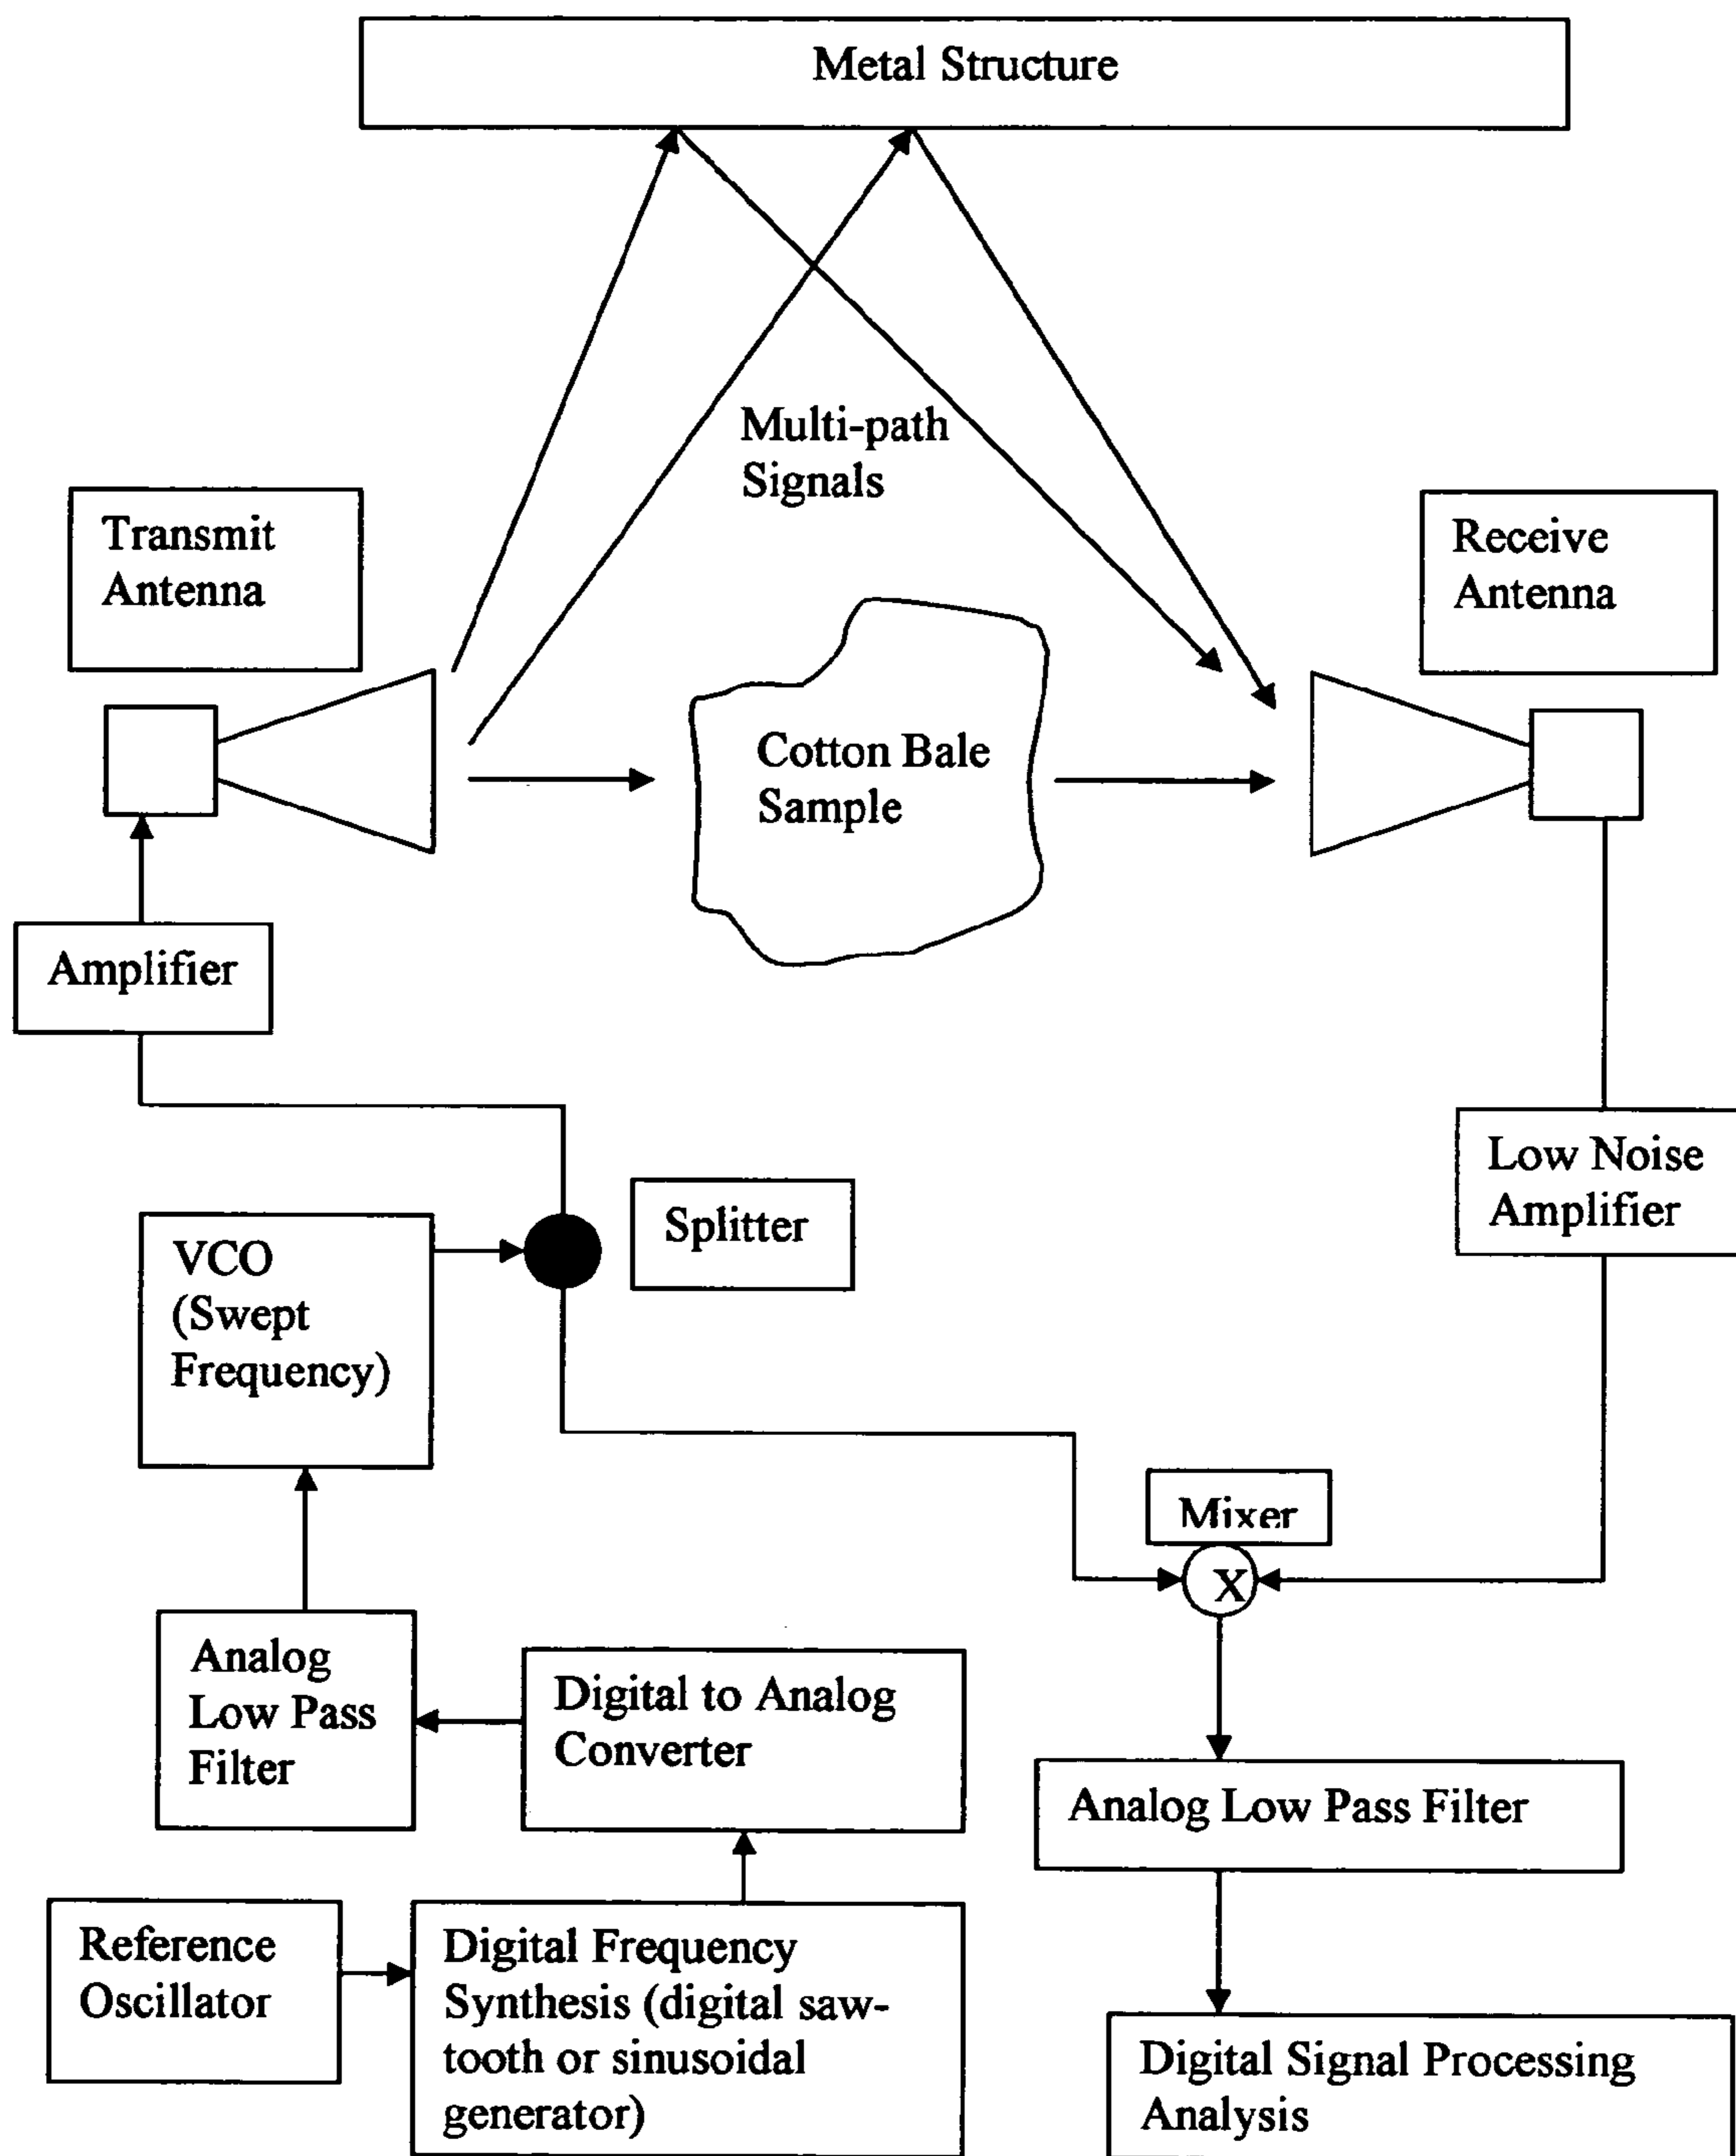 Metal Structure
Multi-path
Signals
Transmit
Antenna
Receive
Antenna
Cotton Bale
Sample
Amplifier
Low Noise
Amplifier
Splitter
VCO
(Swept
Frequency)
Mixer
X
Analog
Low Pass
Filter
Digital to Analog
Converter
Analog Low Pass Filter
Reference
Oscillator
Digital Frequency
Synthesis (digital saw-
tooth or sinusoidal
generator)
Digital Signal Processing
Analysis